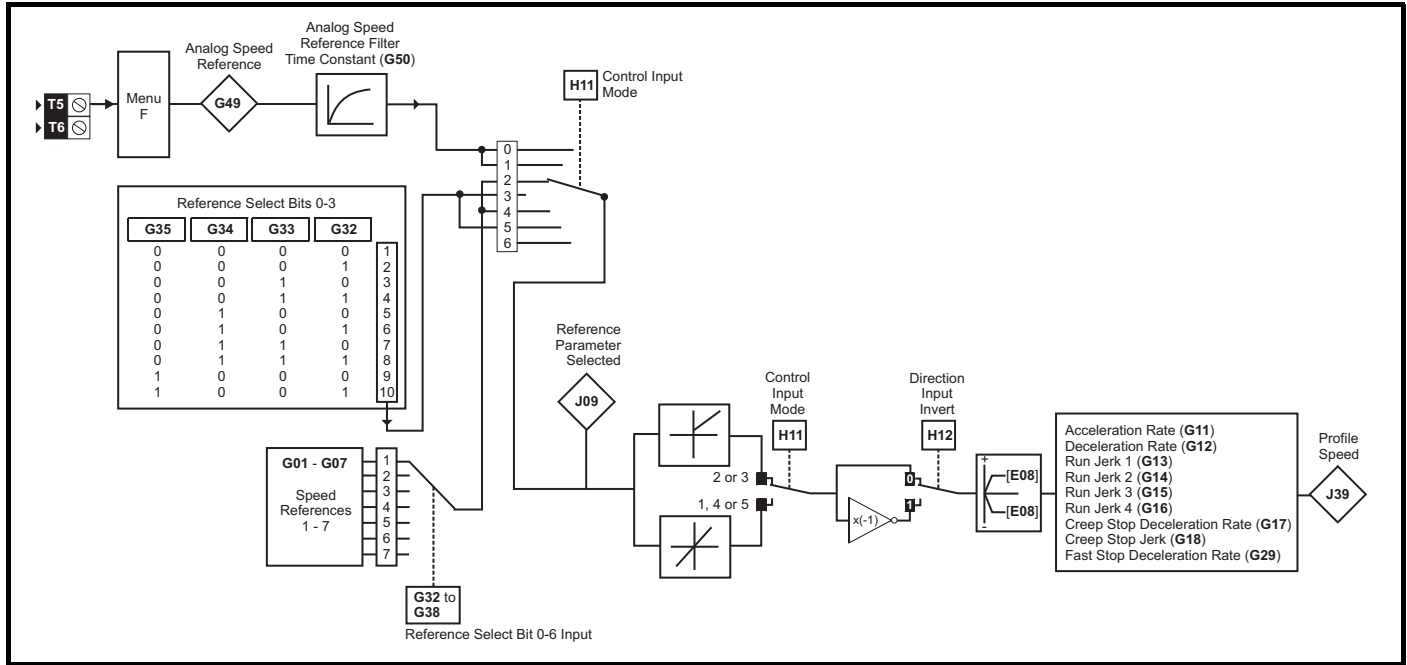 Analog Speed
Reference
Analog Speed
Reference Filter
Time Constant (G50)
T5
T6
Menu
F
G49
H11
Control Input
Mode
0
1
2
3
4
5
6
Reference Select Bits 0-3
G35 G34 G33 G32
0 0 0 0 1
0 0 0 1 2
0 0 1 0 3
0 0 1 1 4
0 1 0 0 5
0 1 0 1 6
0 1 1 0 7
0 1 1 1 8
1 0 0 0 9
1 0 0 1 10
G01 - G07
Speed
References
1 - 7
1
2
3
4
5
6
7
G32 to
G38
Reference Select Bit 0-6 Input
Reference
Parameter
Selected
J09
Control
Input
Mode
H11
2 or 3
1, 4 or 5
Direction
Input
Invert
H12
0
1
x(-1)
+
[E08]
[E08]
-
Acceleration Rate (G11)
Deceleration Rate (G12)
Run Jerk 1 (G13)
Run Jerk 2 (G14)
Run Jerk 3 (G15)
Run Jerk 4 (G16)
Creep Stop Deceleration Rate (G17)
Creep Stop Jerk (G18)
Fast Stop Deceleration Rate (G29)
Profile
Speed
J39